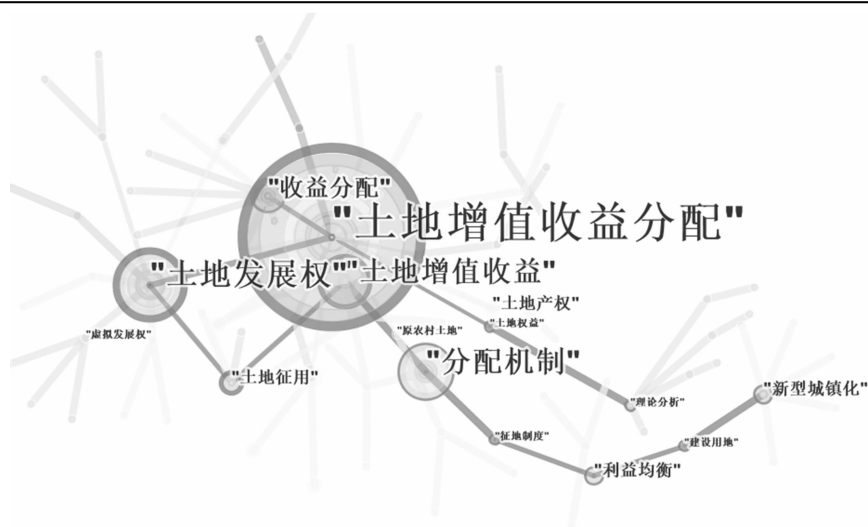 "收益分配"
"土地增值收益分配"
"土地发展权"
"土地增值收益"
"土地产权"
"土地权益"
"原农村土地"
"虚拟发展权"
"分配机制"
"土地征用"
"新型城镇化"
"理论分析"
"征地制度"
"建设用地"
"利益均衡"